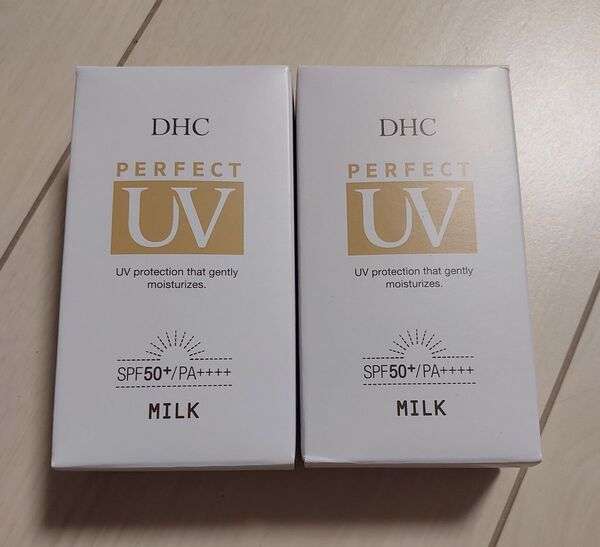 DHC
PERFECT
UV
UV protection that gently
moisturizes.
SPF50+/PA++++
MILK
DHC
PERFECT
UV
UV protection that gently
moisturizes.
SPF50+/PA++++
MILK